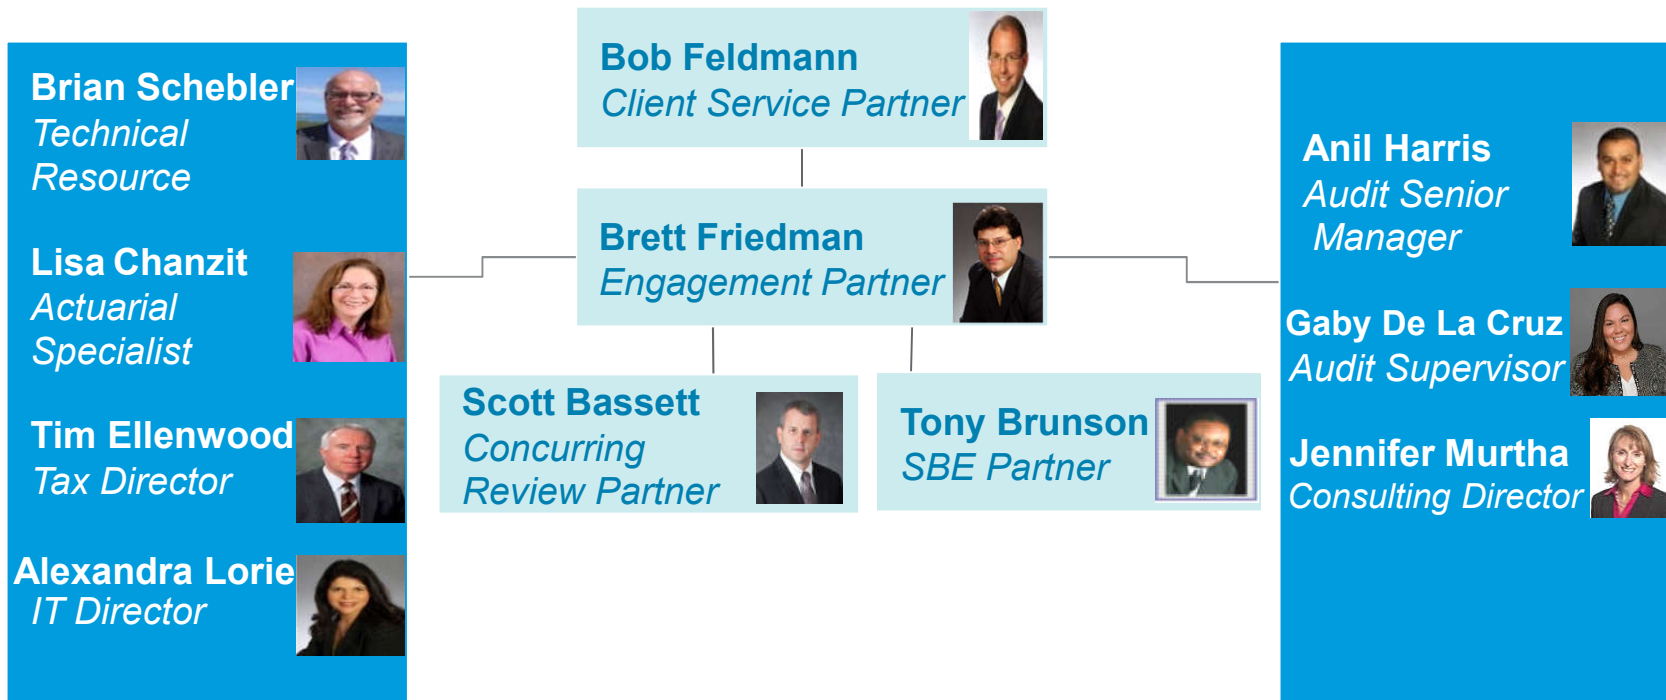 Bob Feldmann
Client Service Partner
Brett Friedman
Engagement Partner
Scott Bassett
Concurring
Review Partner
Tony Brunson
SBE Partner
Brian Schebler
Technical
Resource
Lisa Chanzit
Actuarial
Specialist
Tim Ellenwood
Tax Director
Alexandra Lorie
IT Director
Anil Harris
Audit Senior
Manager
Gaby De La Cruz
Audit Supervisor
Jennifer Murtha
Consulting Director